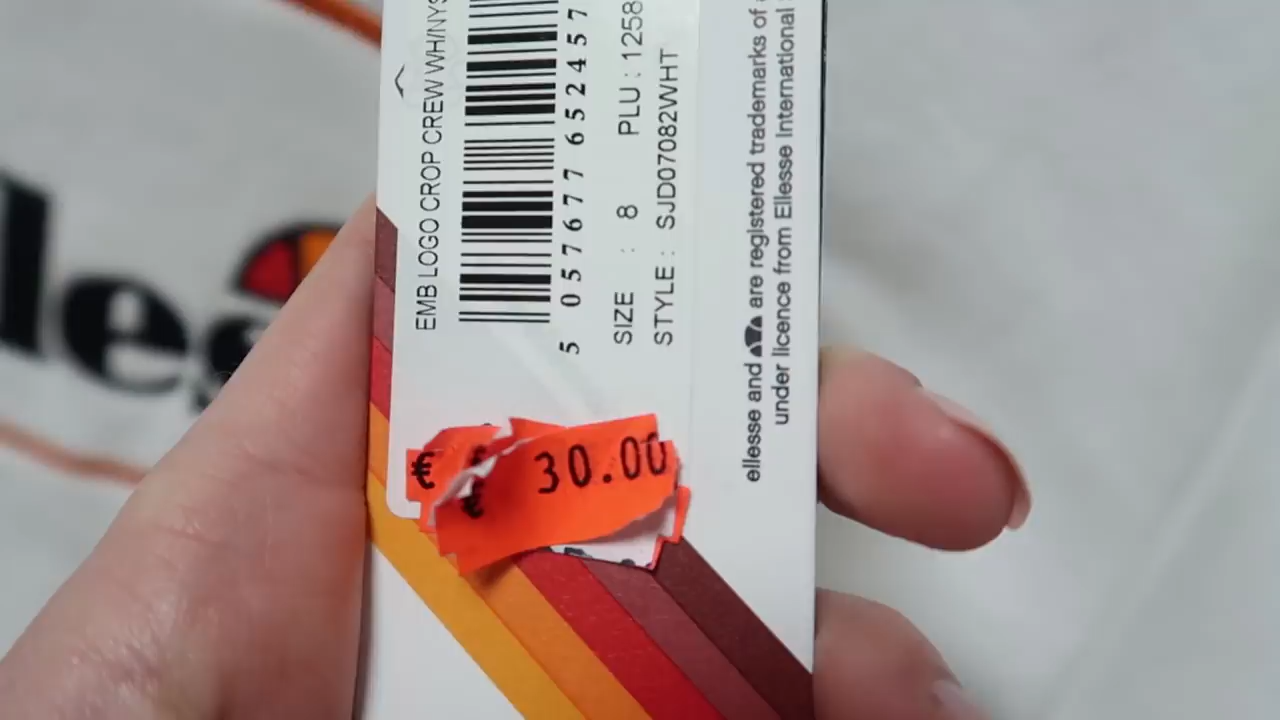 EMB LOGO CROP CREW WH/NYS
5 057677 652457
SIZE : 8 PLU : 1258
STYLE : SJD07082WHT
ellesse and are registered trademarks of
under licence from Ellesse International
€ € 30.00
les